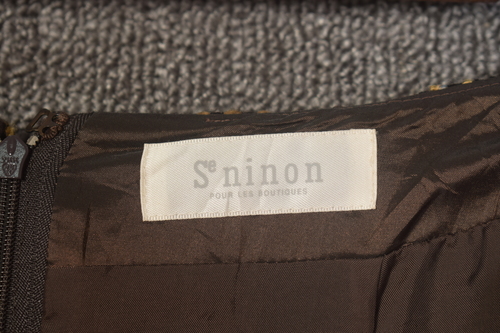 Se ninon
POUR LES BOUTIQUES